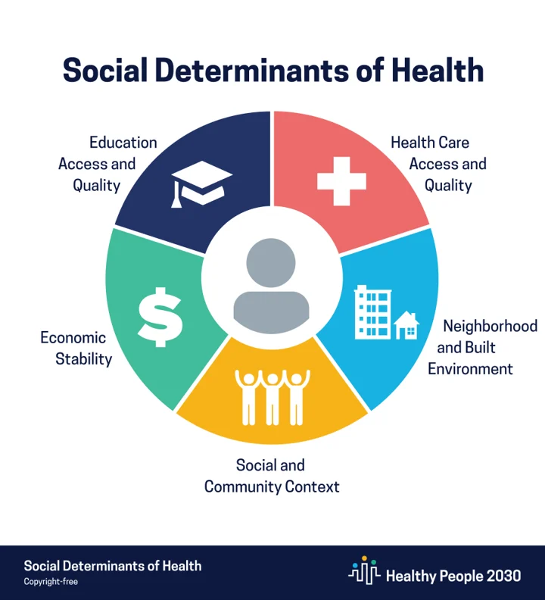 Social Determinants of Health
Education
Access and
Quality
Health Care
Access and
Quality
Economic
Stability
Neighborhood
and Built
Environment
Social and
Community Context
Social Determinants of Health
Copyright-free
Healthy People 2030